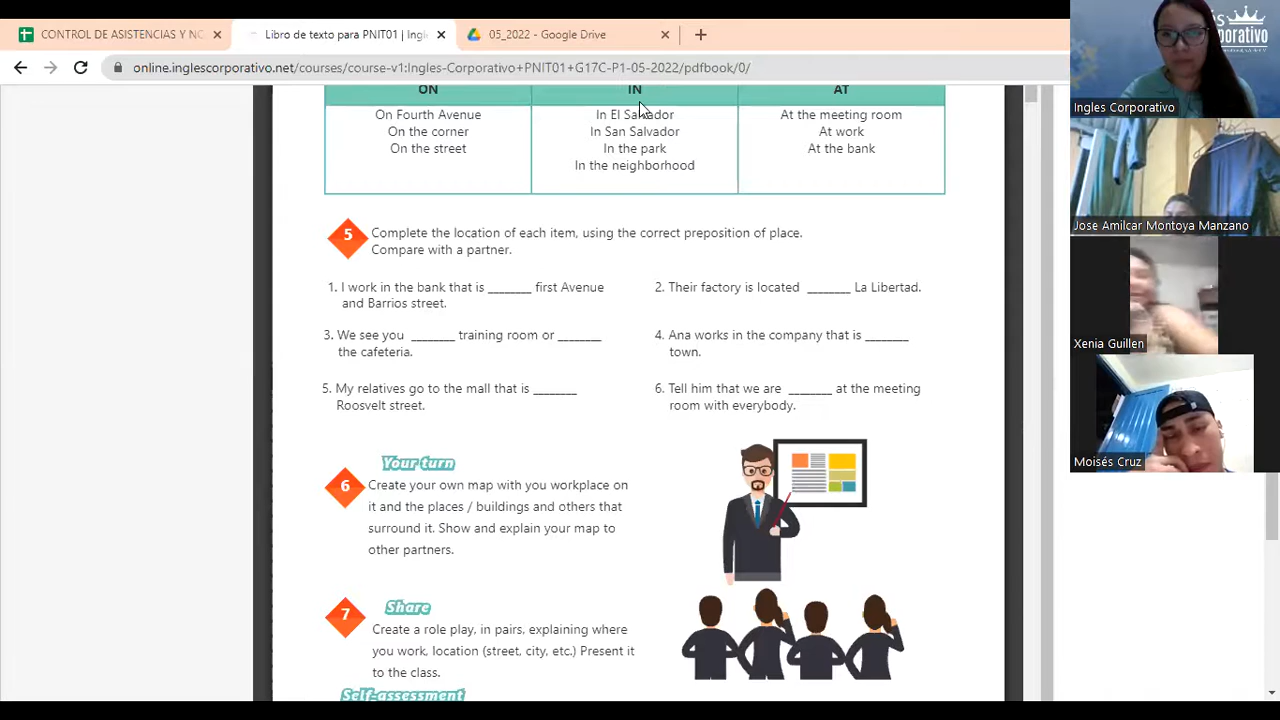 CONTROL DE ASISTENCIAS Y NC
Libro de texto para PNIT01 | Ingle
05_2022 - Google Drive
online.inglescorporativo.net/courses/course-v1:Ingles-Corporativo+PNIT01+G17C-P1-05-2022/pdfbook/0/
ON IN AT
On Fourth Avenue In El Salvador At the meeting room
On the corner In San Salvador At work
On the street In the park At the bank
In the neighborhood
5 Complete the location of each item, using the correct preposition of place.
Compare with a partner.
1. I work in the bank that is _______ first Avenue
and Barrios street.
2. Their factory is located _______ La Libertad.
3. We see you _______ training room or _______
the cafeteria.
4. Ana works in the company that is _______
town.
5. My relatives go to the mall that is _______
Roosvelt street.
6. Tell him that we are _______ at the meeting
room with everybody.
Your turn
6 Create your own map with you workplace on
it and the places / buildings and others that
surround it. Show and explain your map to
other partners.
Share
7 Create a role play, in pairs, explaining where
you work, location (street, city, etc.) Present it
to the class.
Self-assessment
Ingles Corporativo
Jose Amilcar Montoya Manzano
Xenia Guillen
Moisés Cruz